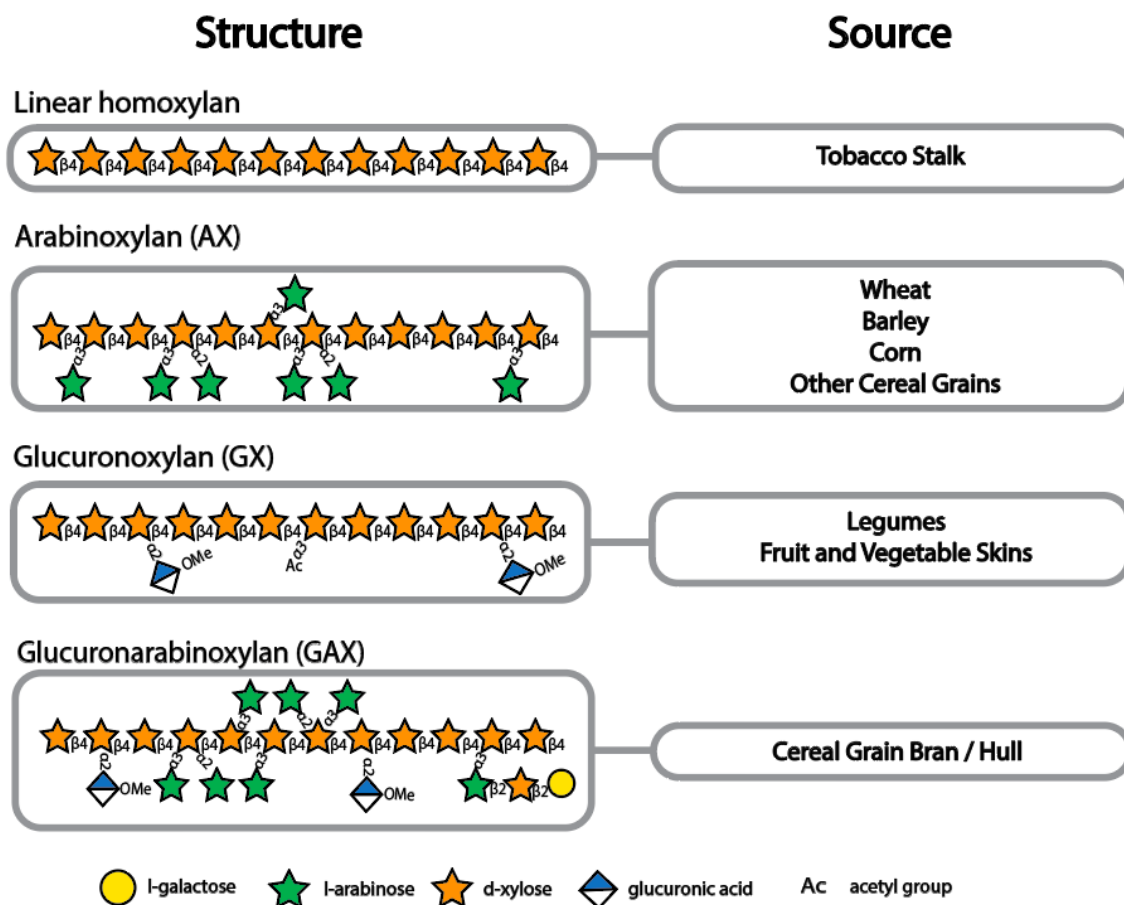 Structure Source
Linear homoxylan
β4 β4 β4 β4 β4 β4 β4 β4 β4 β4 β4 β4
Tobacco Stalk
Arabinoxylan (AX)
α3
β4 β4 β4 β4 β4 β4 β4 β4 β4 β4 β4 β4
α3 α3 α2 α3 α2 α3
Wheat
Barley
Corn
Other Cereal Grains
Glucuronoxylan (GX)
β4 β4 β4 β4 β4 β4 β4 β4 β4 β4 β4 β4
α2 OMe α3 Ac α2 OMe
Legumes
Fruit and Vegetable Skins
Glucuronarabinoxylan (GAX)
α3 α2 α3
β4 β4 β4 β4 β4 β4 β4 β4 β4 β4 β4 β4
α2 α3 α2 α3 α2 α3
OMe OMe β2 β2
Cereal Grain Bran / Hull
l-galactose l-arabinose d-xylose glucuronic acid Ac acetyl group